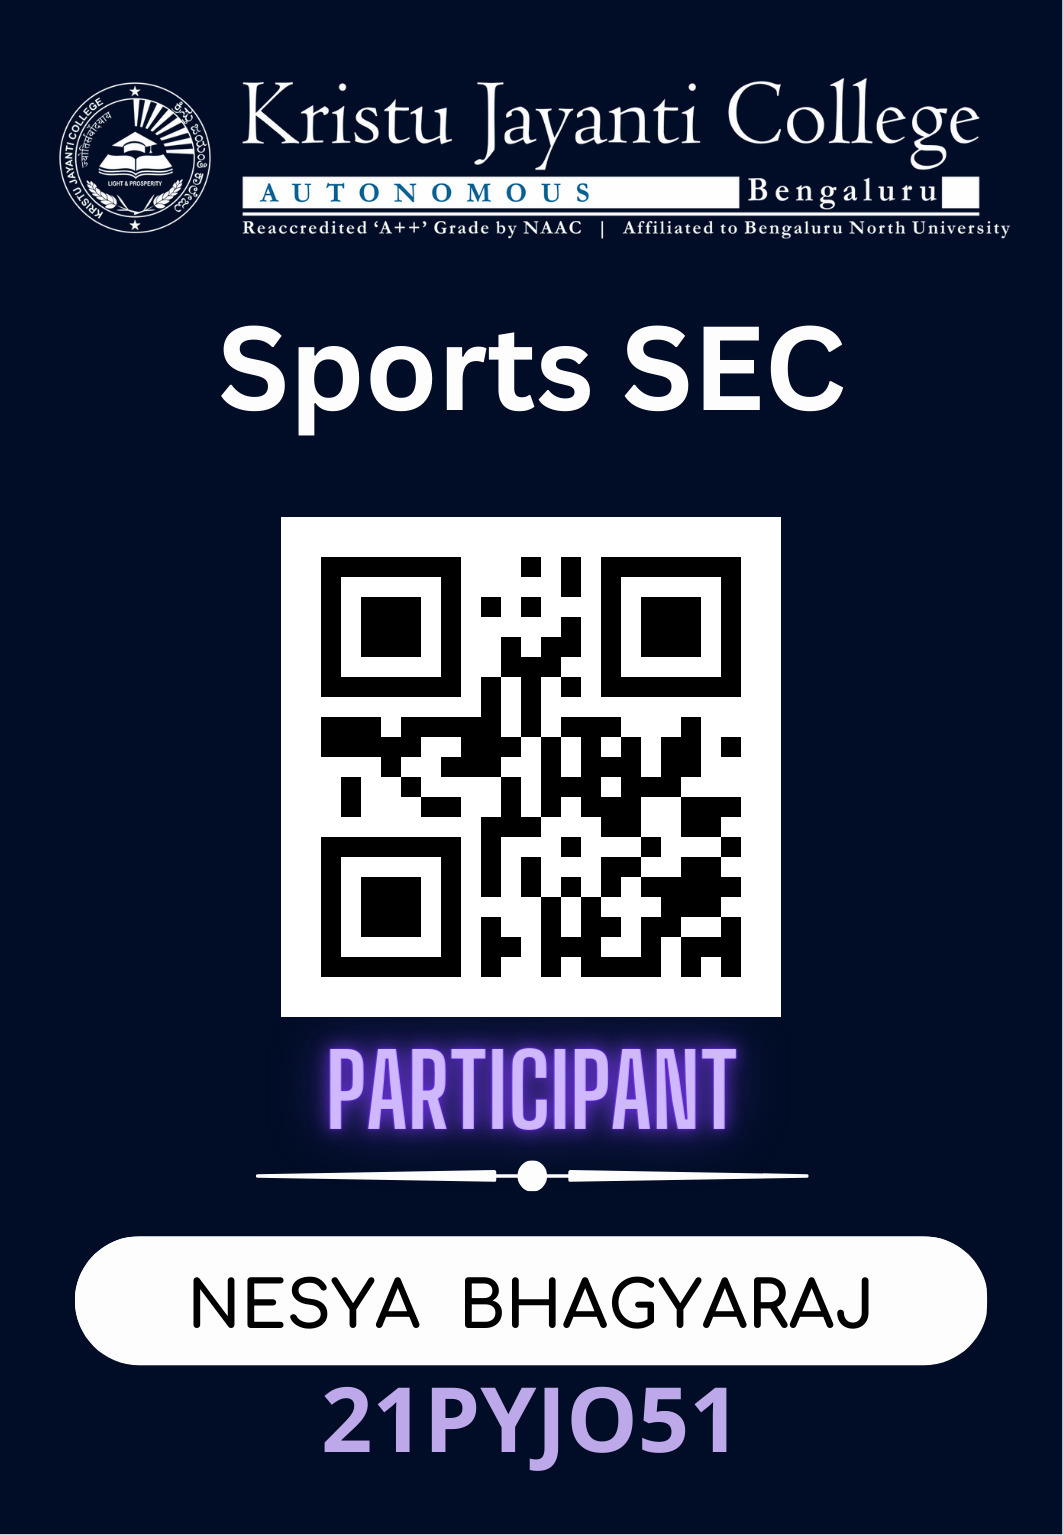 KRISTU JAYANTI COLLEGE
ज्योतिसंवादयाय
LIGHT & PROSPERITY
Kristu Jayanti College
AUTONOMOUS Bengaluru
Reaccredited ‘A++’ Grade by NAAC | Affiliated to Bengaluru North University
Sports SEC
PARTICIPANT
NESYA BHAGYARAJ
21PYJO51